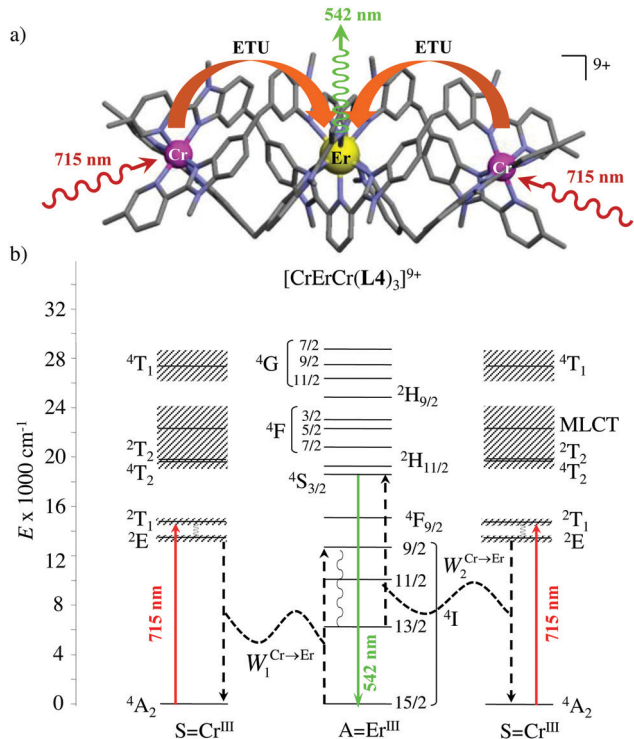 a)
542 nm
ETU
ETU
9+
Cr
Er
Cr
715 nm
715 nm
b)
[CrErCr(L4)₃]⁹⁺
E x 1000 cm⁻¹
32
28
24
20
16
12
8
4
0
⁴T₁
²T₂
⁴T₂
²T₁
²E
⁴A₂
715 nm
W₁ᶜʳ→ᴱʳ
⁴G
7/2
9/2
11/2
²H₉/₂
⁴F
3/2
5/2
7/2
²H₁₁/₂
⁴S₃/₂
⁴F₉/₂
9/2
11/2
13/2
15/2
⁴I
542 nm
W₂ᶜʳ→ᴱʳ
⁴T₁
MLCT
²T₂
⁴T₂
²T₁
²E
715 nm
⁴A₂
S=Crᴵᴵᴵ
A=Erᴵᴵᴵ
S=Crᴵᴵᴵ